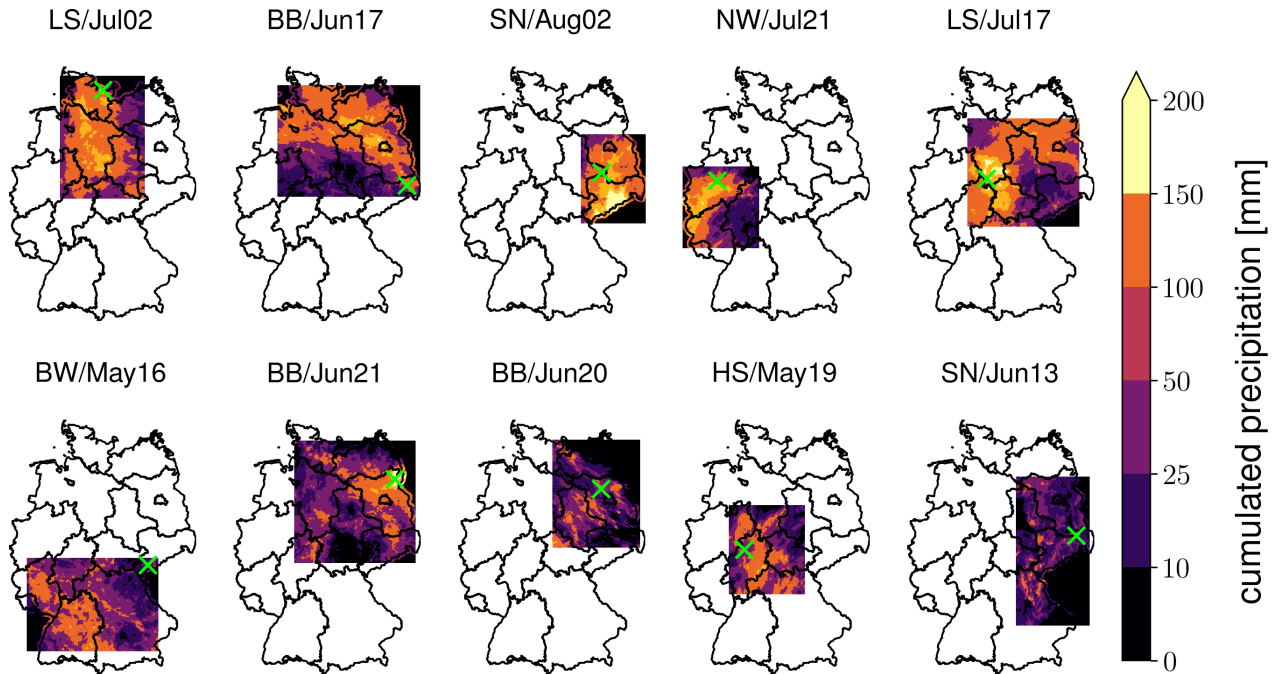 LS/Jul02
BB/Jun17
SN/Aug02
NW/Jul21
LS/Jul17
BW/May16
BB/Jun21
BB/Jun20
HS/May19
SN/Jun13
200
150
100
50
25
10
0
cumulated precipitation [mm]